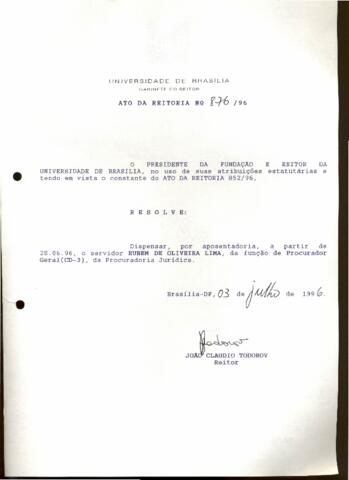 UNIVERSIDADE DE BRASÍLIA
GABINETE DO REITOR
ATO DA REITORIA NO 876/96
O PRESIDENTE DA FUNDAÇÃO E REITOR DA
UNIVERSIDADE DE BRASÍLIA, no uso de suas atribuições estatutárias e
tendo em vista o constante do ATO DA REITORIA 852/96,
R E S O L V E:
Dispensar, por aposentadoria, a partir de
28.06.96, o servidor RUBEM DE OLIVEIRA LIMA, da função de Procurador
Geral(CD-3), da Procuradoria Jurídica.
Brasília-DF, 03 de julho de 1996.
Todorov
JOÃO CLAUDIO TODOROV
Reitor